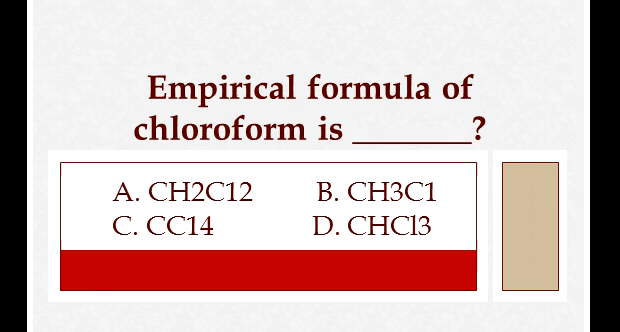 Empirical formula of
chloroform is _______?
A. CH2C12 B. CH3C1
C. CC14 D. CHCl3